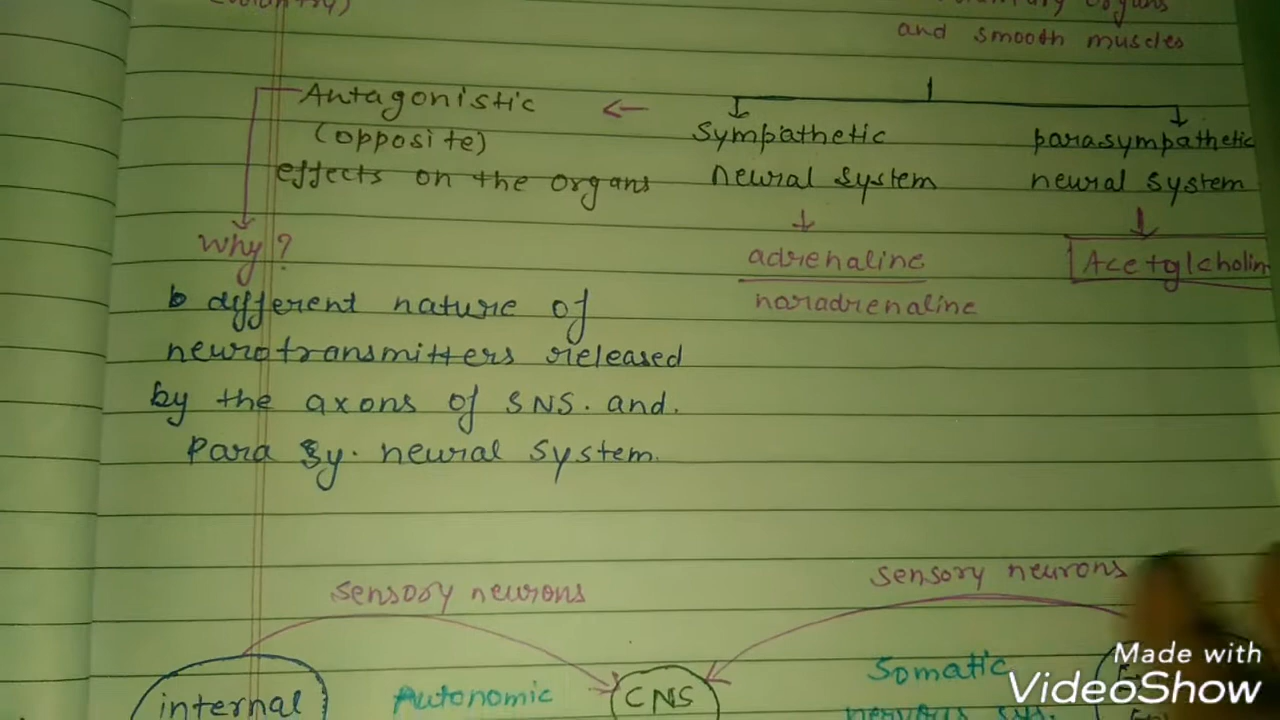 and smooth muscles
Antagonistic ←
(opposite)
effects on the organs
Sympathetic
neural system
parasympathetic
neural system
Why?
different nature of
neurotransmitters released
by the axons of SNS. and.
Para Sy. neural system.
adrenaline
noradrenaline
Acetylcholin
sensory neurons
sensory neurons
internal
Autonomic
CNS
Somatic
nervous sys.
Made with
VideoShow